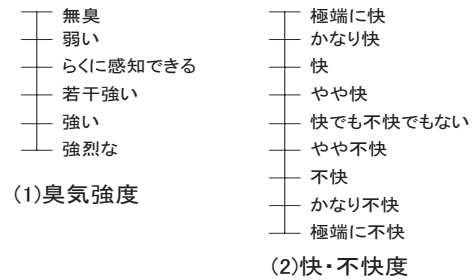 無臭
弱い
らくに感知できる
若干強い
強い
強烈な
(1)臭気強度
極端に快
かなり快
快
やや快
快でも不快でもない
やや不快
不快
かなり不快
極端に不快
(2)快・不快度